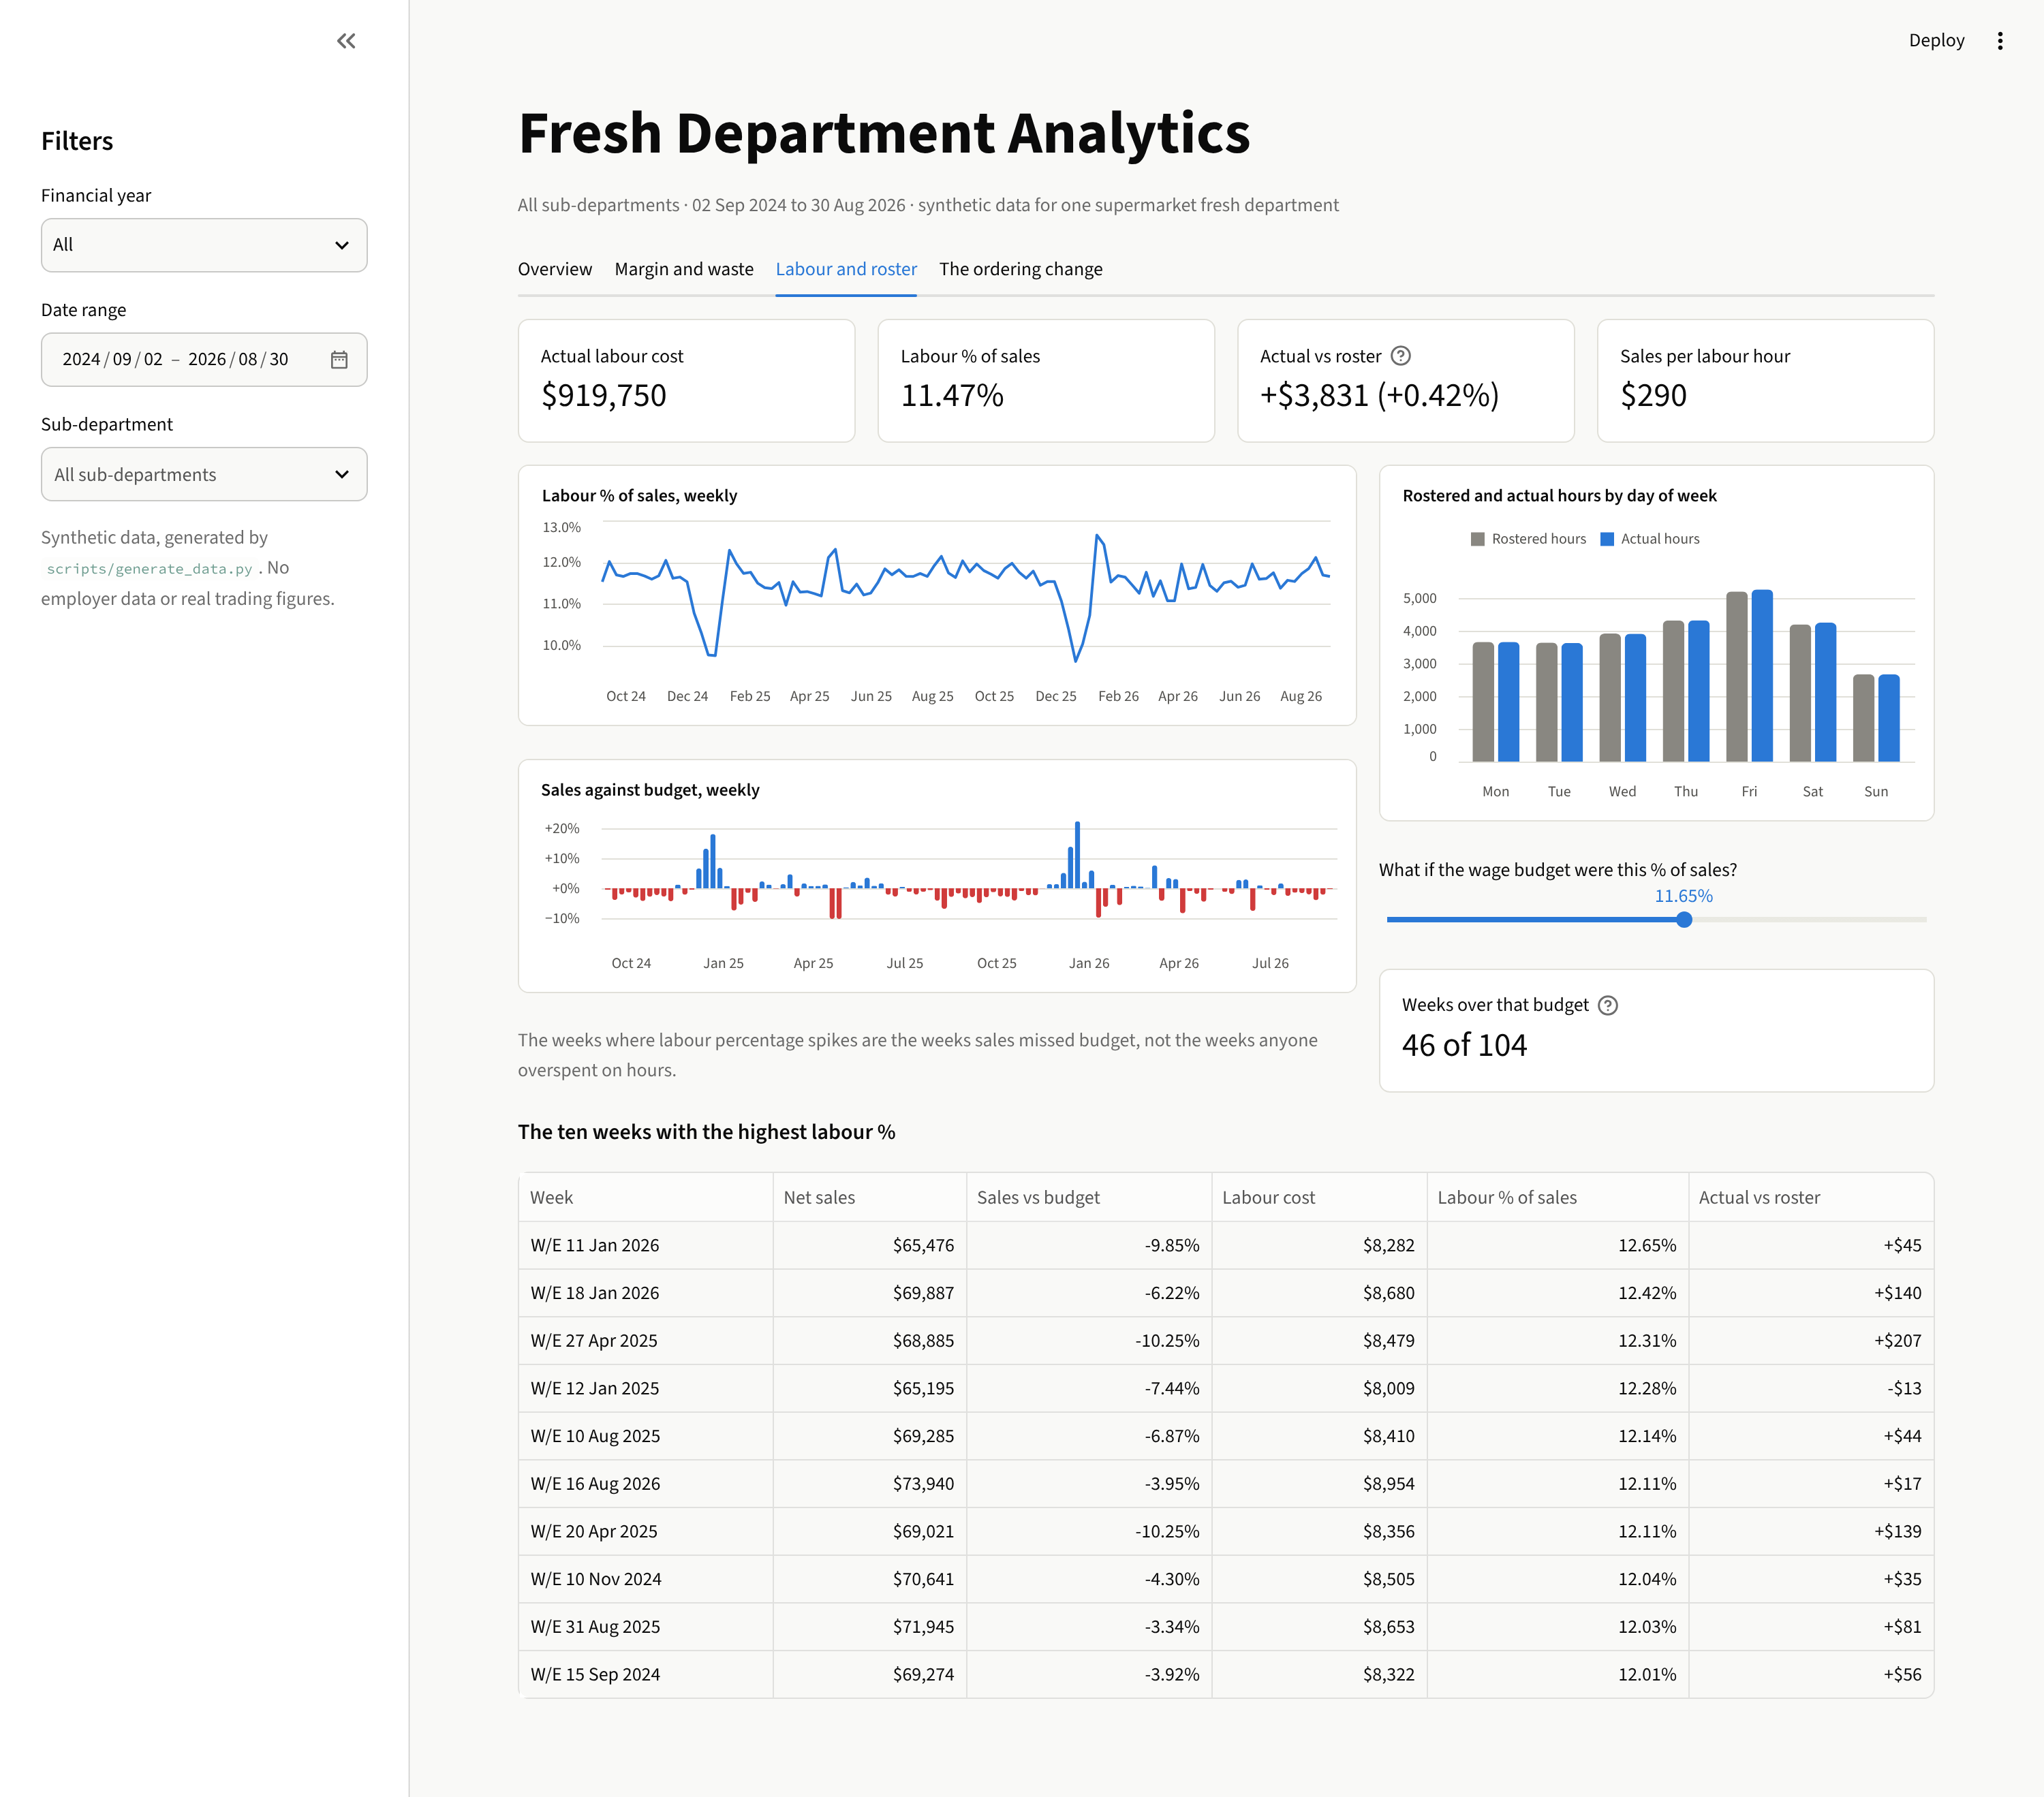 Deploy
Filters
Financial year
All
Date range
2024/09/02 – 2026/08/30
Sub-department
All sub-departments
Synthetic data, generated by
scripts/generate_data.py . No
employer data or real trading figures.
Fresh Department Analytics
All sub-departments · 02 Sep 2024 to 30 Aug 2026 · synthetic data for one supermarket fresh department
Overview Margin and waste Labour and roster The ordering change
Actual labour cost
$919,750
Labour % of sales
11.47%
Actual vs roster
+$3,831 (+0.42%)
Sales per labour hour
$290
Labour % of sales, weekly
13.0%
12.0%
11.0%
10.0%
Oct 24 Dec 24 Feb 25 Apr 25 Jun 25 Aug 25 Oct 25 Dec 25 Feb 26 Apr 26 Jun 26 Aug 26
Rostered and actual hours by day of week
Rostered hours Actual hours
5,000
4,000
3,000
2,000
1,000
0
Mon Tue Wed Thu Fri Sat Sun
Sales against budget, weekly
+20%
+10%
+0%
−10%
Oct 24 Jan 25 Apr 25 Jul 25 Oct 25 Jan 26 Apr 26 Jul 26
What if the wage budget were this % of sales?
11.65%
Weeks over that budget
46 of 104
The weeks where labour percentage spikes are the weeks sales missed budget, not the weeks anyone
overspent on hours.
The ten weeks with the highest labour %
Week Net sales Sales vs budget Labour cost Labour % of sales Actual vs roster
W/E 11 Jan 2026 $65,476 -9.85% $8,282 12.65% +$45
W/E 18 Jan 2026 $69,887 -6.22% $8,680 12.42% +$140
W/E 27 Apr 2025 $68,885 -10.25% $8,479 12.31% +$207
W/E 12 Jan 2025 $65,195 -7.44% $8,009 12.28% -$13
W/E 10 Aug 2025 $69,285 -6.87% $8,410 12.14% +$44
W/E 16 Aug 2026 $73,940 -3.95% $8,954 12.11% +$17
W/E 20 Apr 2025 $69,021 -10.25% $8,356 12.11% +$139
W/E 10 Nov 2024 $70,641 -4.30% $8,505 12.04% +$35
W/E 31 Aug 2025 $71,945 -3.34% $8,653 12.03% +$81
W/E 15 Sep 2024 $69,274 -3.92% $8,322 12.01% +$56